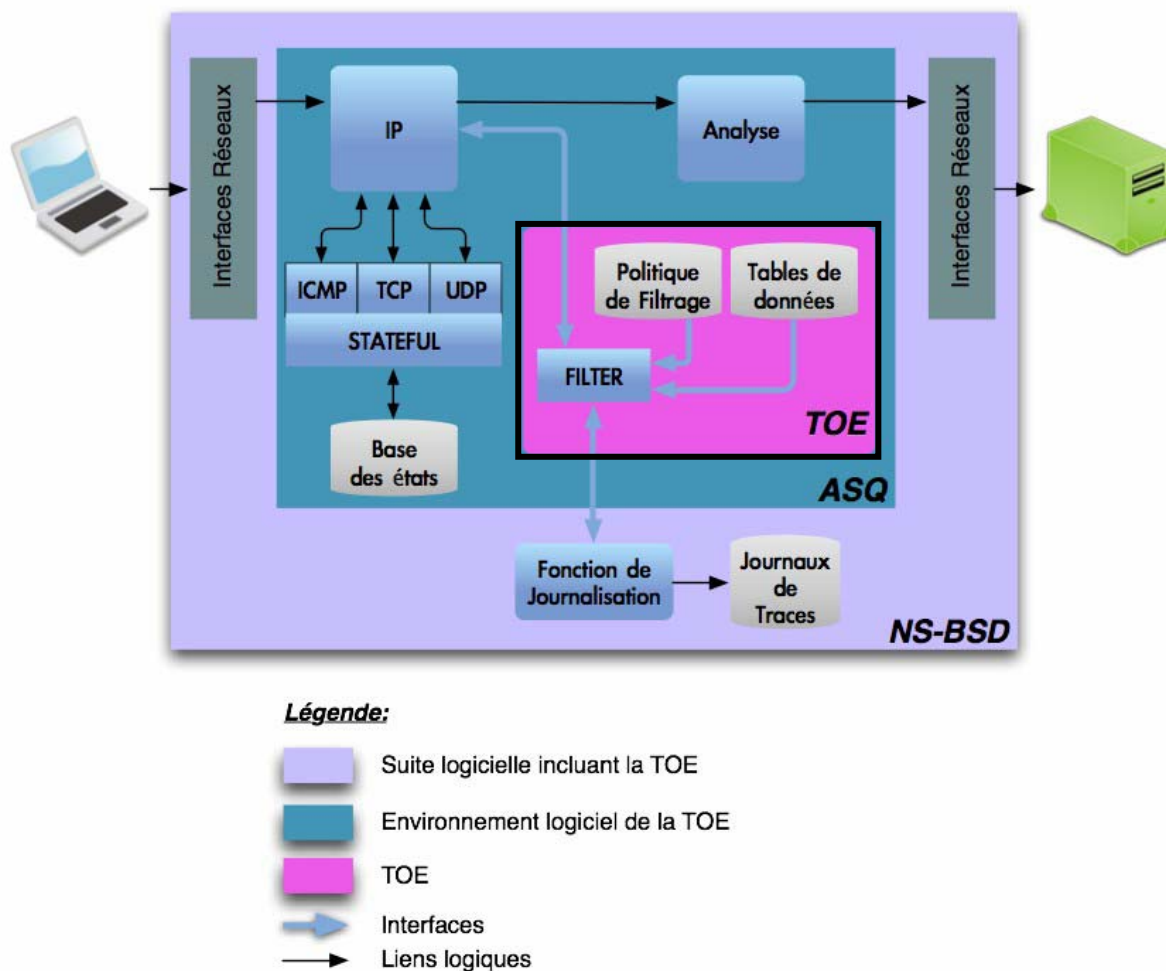 Interfaces Réseaux
IP
Analyse
Interfaces Réseaux
ICMP
TCP
UDP
STATEFUL
Base
des états
Politique
de Filtrage
Tables de
données
FILTER
TOE
ASQ
Fonction de
Journalisation
Journaux
de
Traces
NS-BSD
Légende:
Suite logicielle incluant la TOE
Environnement logiciel de la TOE
TOE
Interfaces
Liens logiques